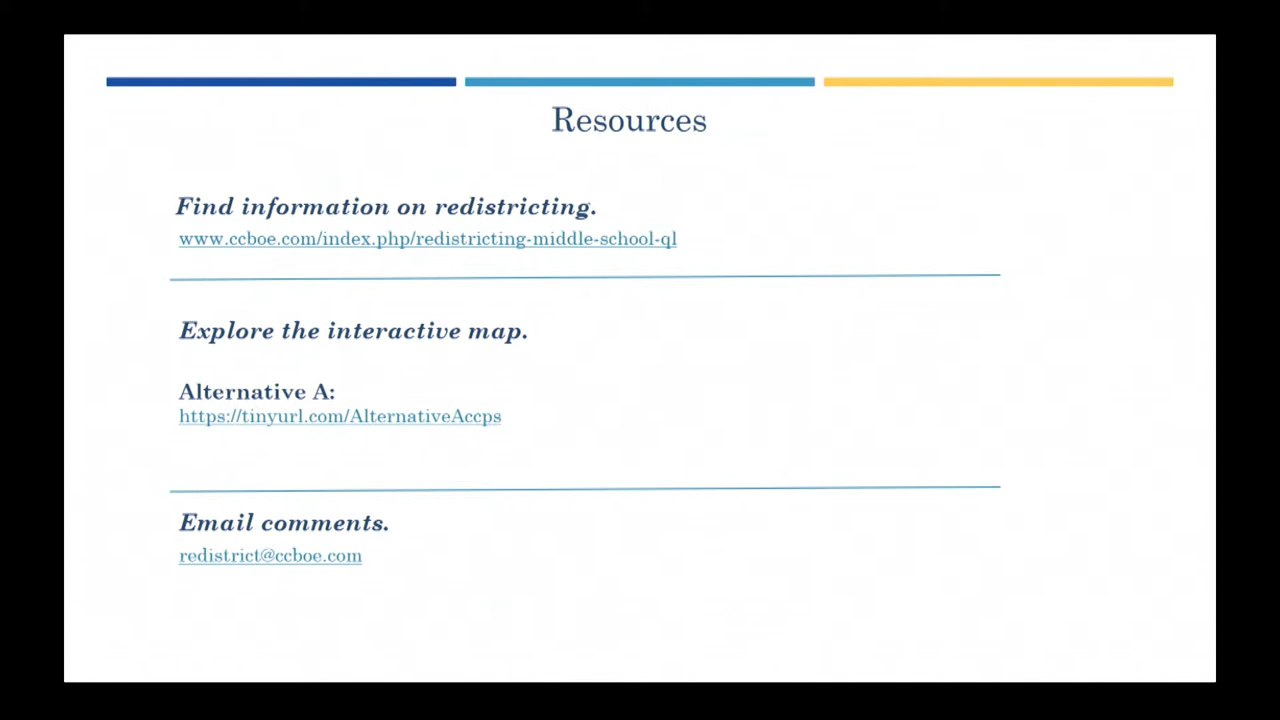 Resources
Find information on redistricting.
www.ccboe.com/index.php/redistricting-middle-school-ql
Explore the interactive map.
Alternative A:
https://tinyurl.com/AlternativeAccps
Email comments.
redistrict@ccboe.com